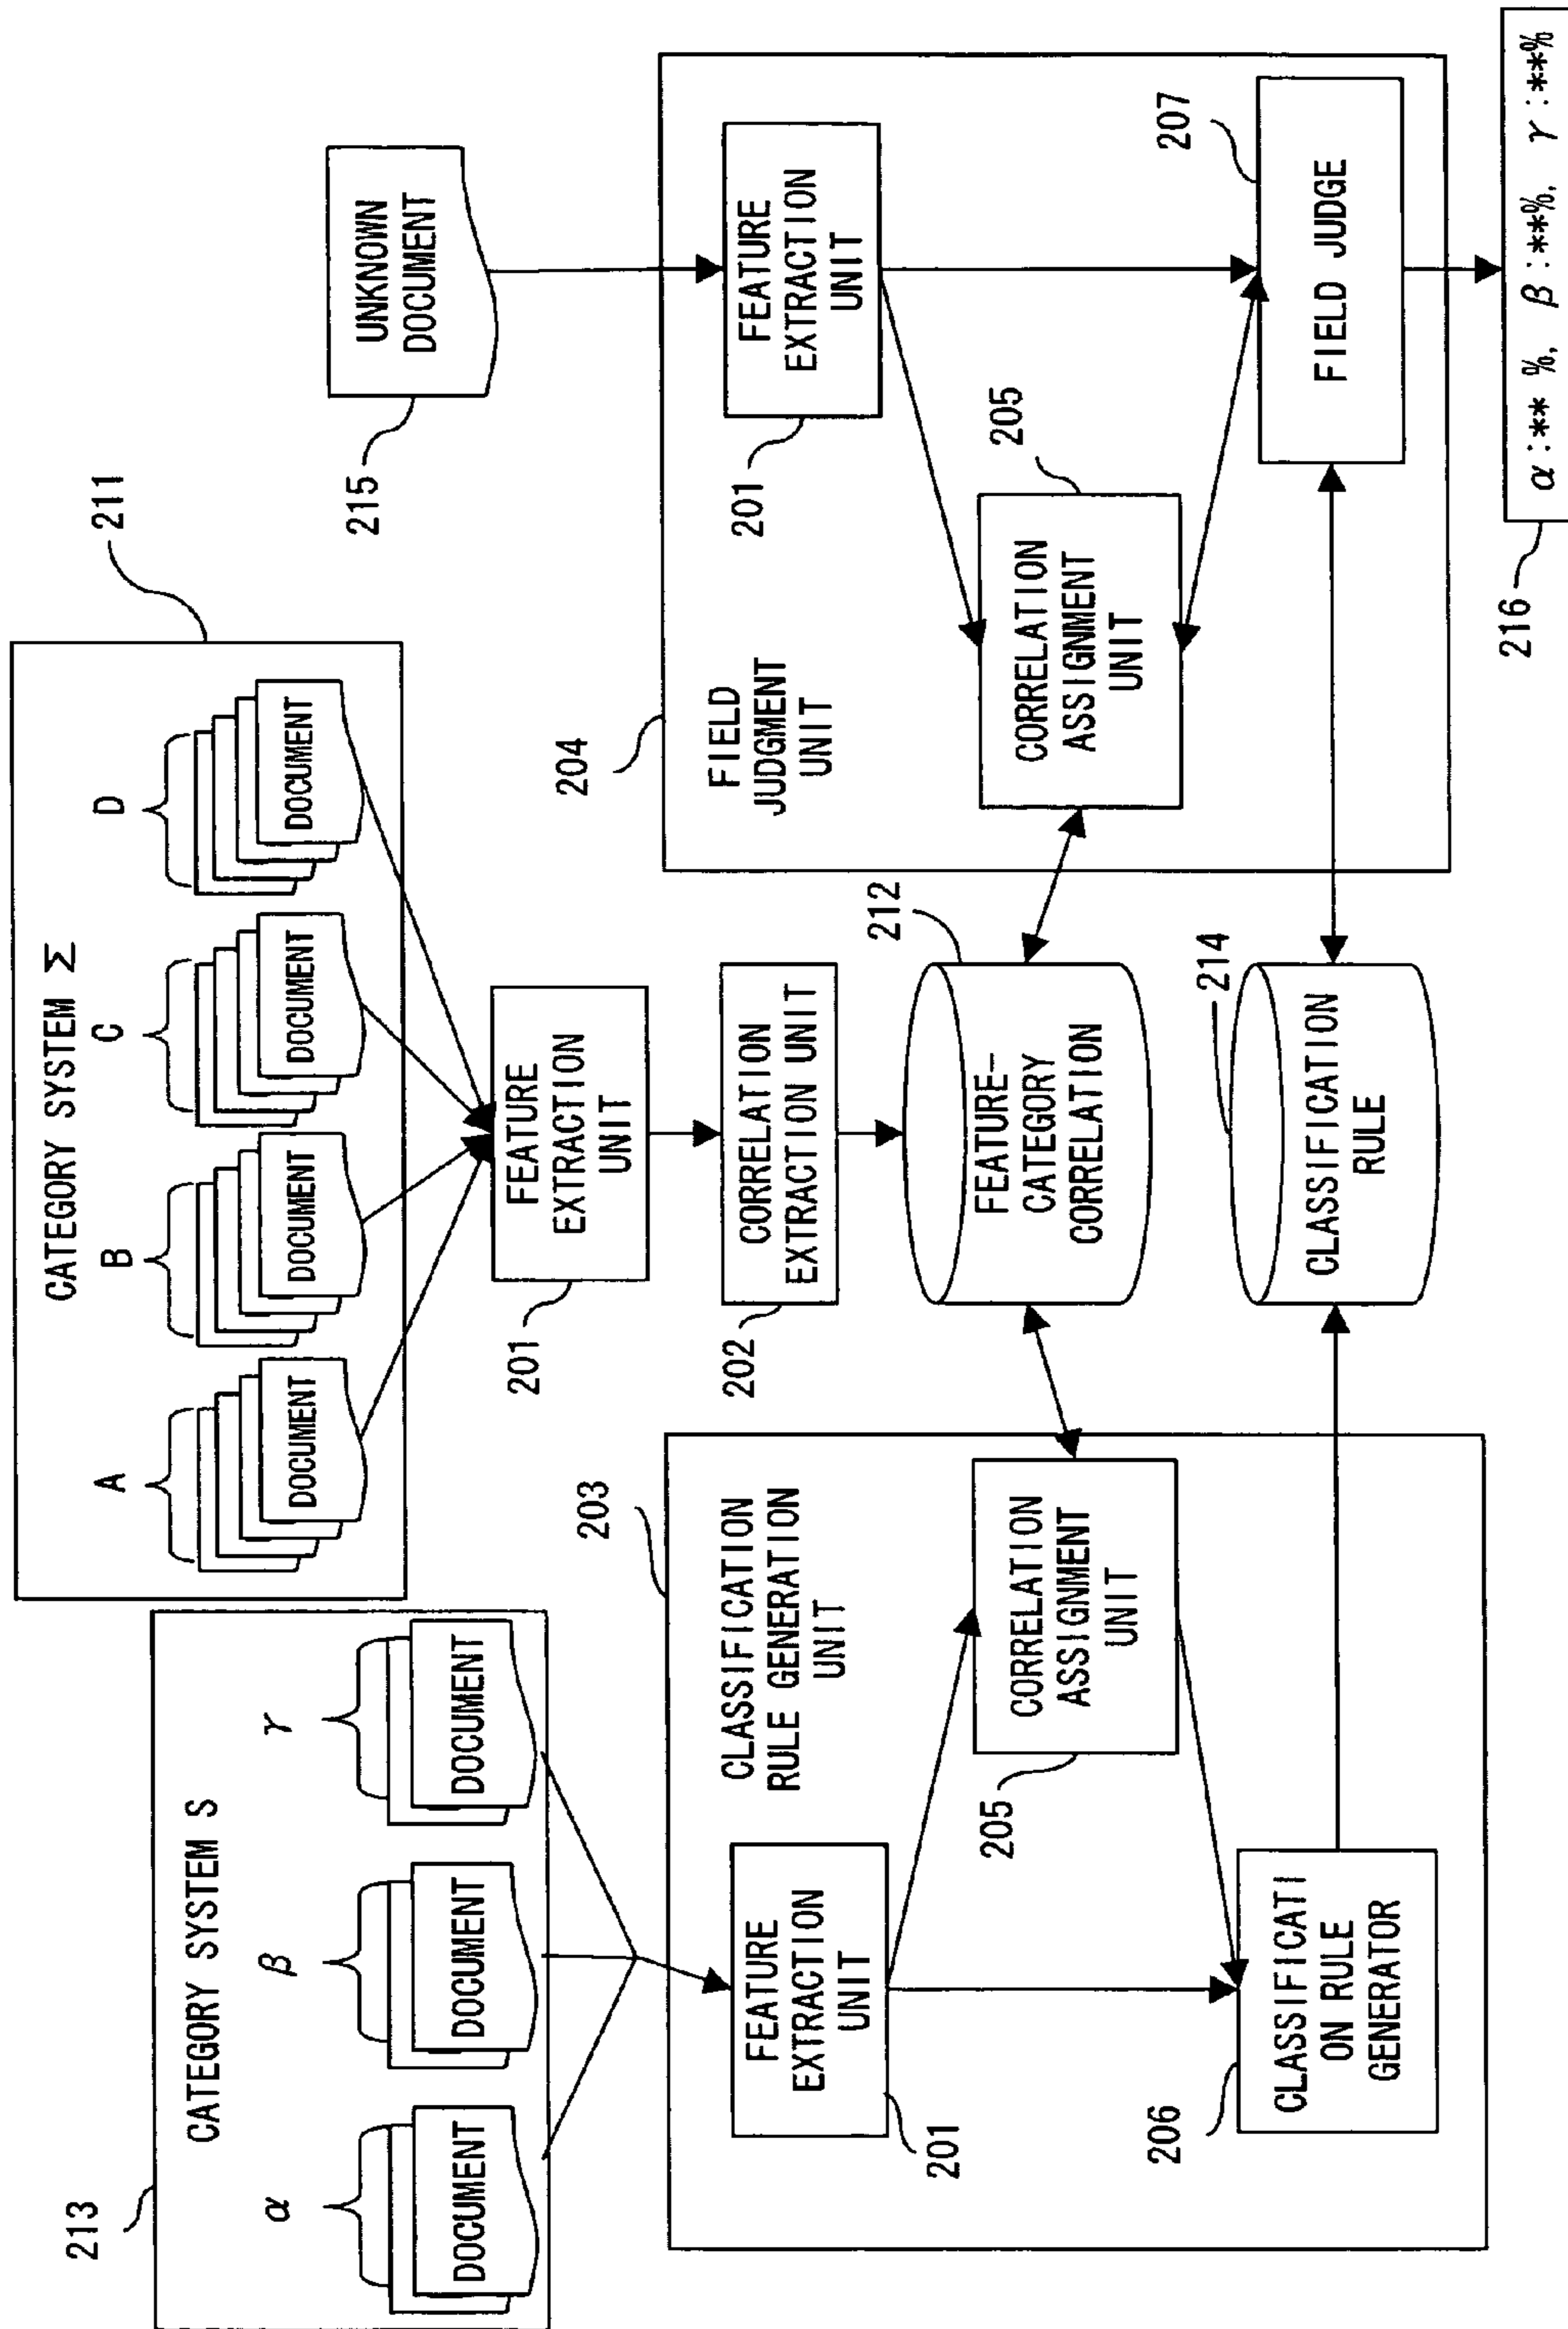 213
CATEGORY SYSTEM S
α
β
γ
DOCUMENT
DOCUMENT
DOCUMENT
CATEGORY SYSTEM Σ
211
A
B
C
D
DOCUMENT
DOCUMENT
DOCUMENT
DOCUMENT
UNKNOWN
DOCUMENT
215
203
CLASSIFICATION
RULE GENERATION
UNIT
FEATURE
EXTRACTION
UNIT
201
CORRELATION
ASSIGNMENT
UNIT
205
CLASSIFICATI
ON RULE
GENERATOR
206
FEATURE
EXTRACTION
UNIT
201
CORRELATION
EXTRACTION UNIT
202
FEATURE-
CATEGORY
CORRELATION
212
CLASSIFICATION
RULE
214
204
FIELD
JUDGMENT
UNIT
FEATURE
EXTRACTION
UNIT
201
CORRELATION
ASSIGNMENT
UNIT
205
FIELD JUDGE
207
216
α:** %, β:**%, γ:**%